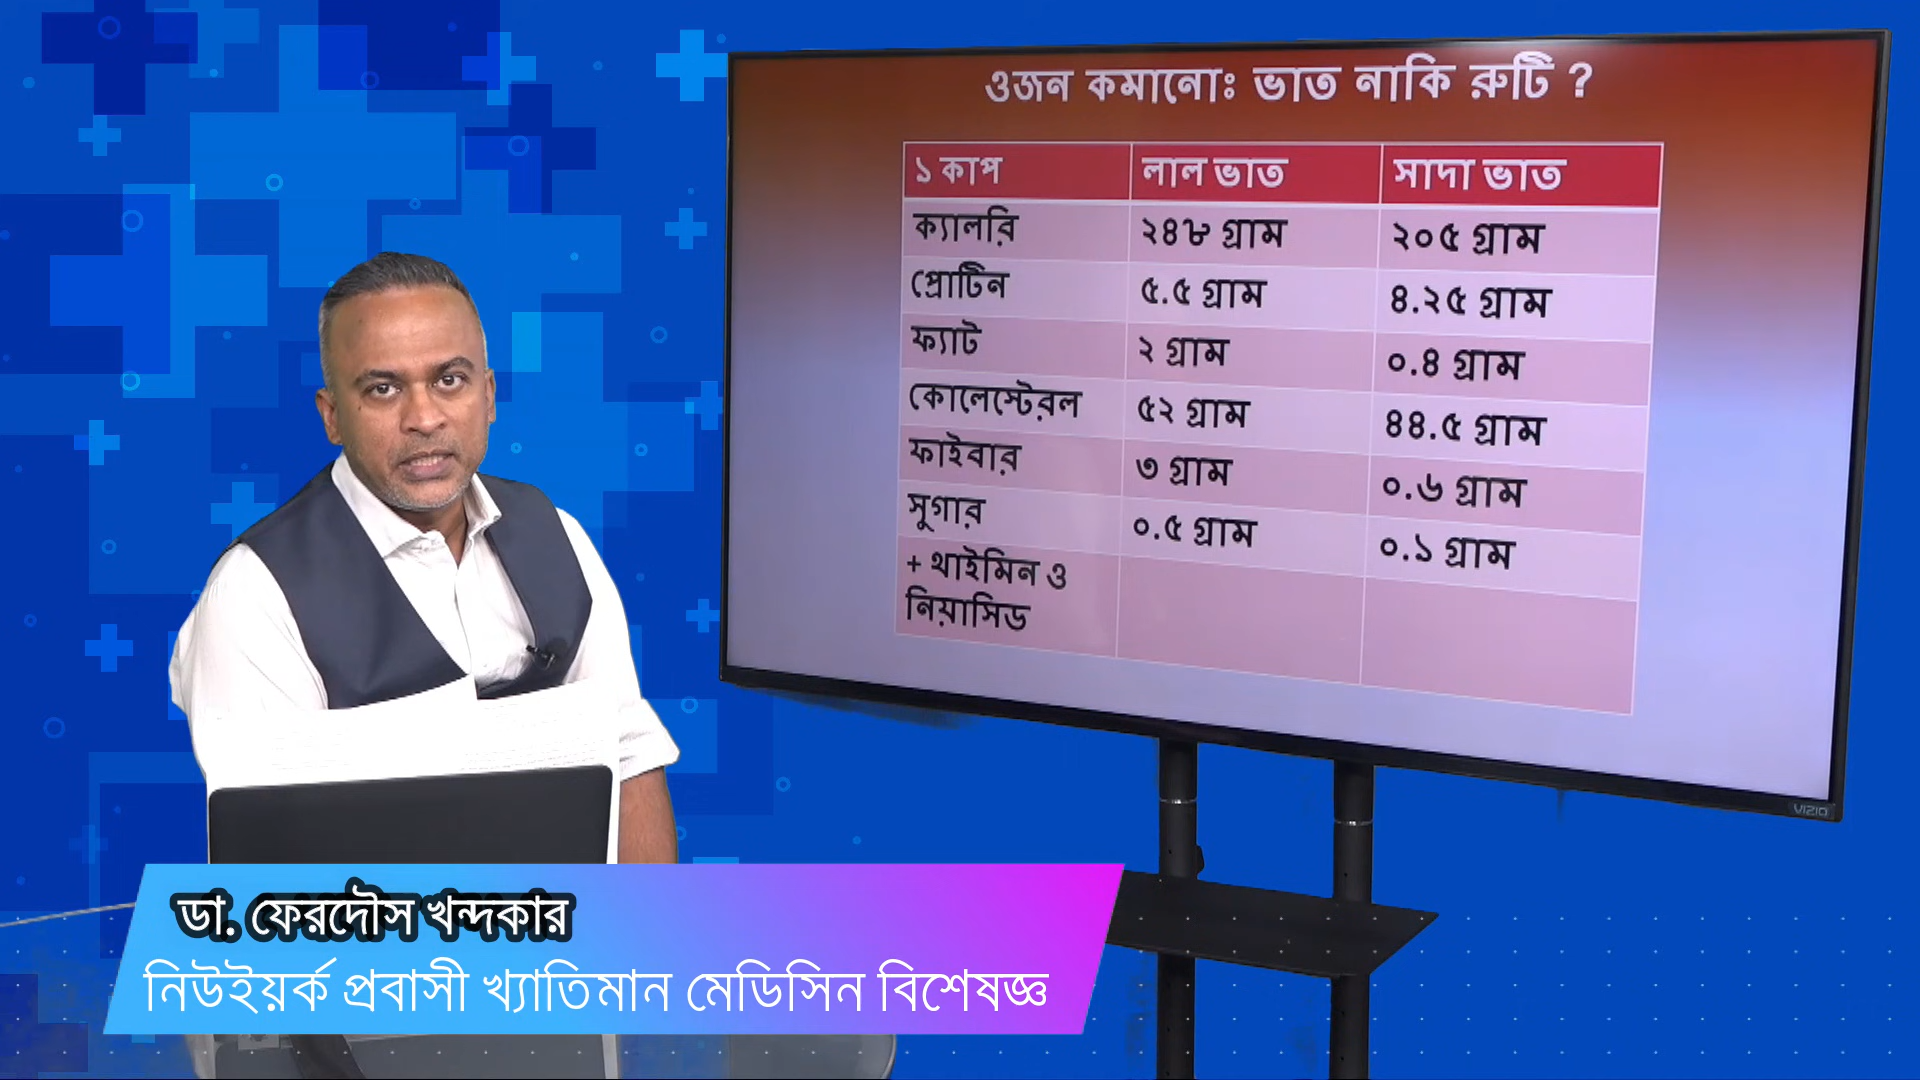 ওজন কমানোঃ ভাত নাকি রুটি ?
১ কাপ লাল ভাত সাদা ভাত
ক্যালরি ২৪৮ গ্রাম ২০৫ গ্রাম
প্রোটিন ৫.৫ গ্রাম ৪.২৫ গ্রাম
ফ্যাট ২ গ্রাম ০.৪ গ্রাম
কোলেস্টেরল ৫২ গ্রাম ৪৪.৫ গ্রাম
ফাইবার ৩ গ্রাম ০.৬ গ্রাম
সুগার ০.৫ গ্রাম ০.১ গ্রাম
+ থাইমিন ও
নিয়াসিড
VIZIO
ডা. ফেরদৌস খন্দকার
নিউইয়র্ক প্রবাসী খ্যাতিমান মেডিসিন বিশেষজ্ঞ